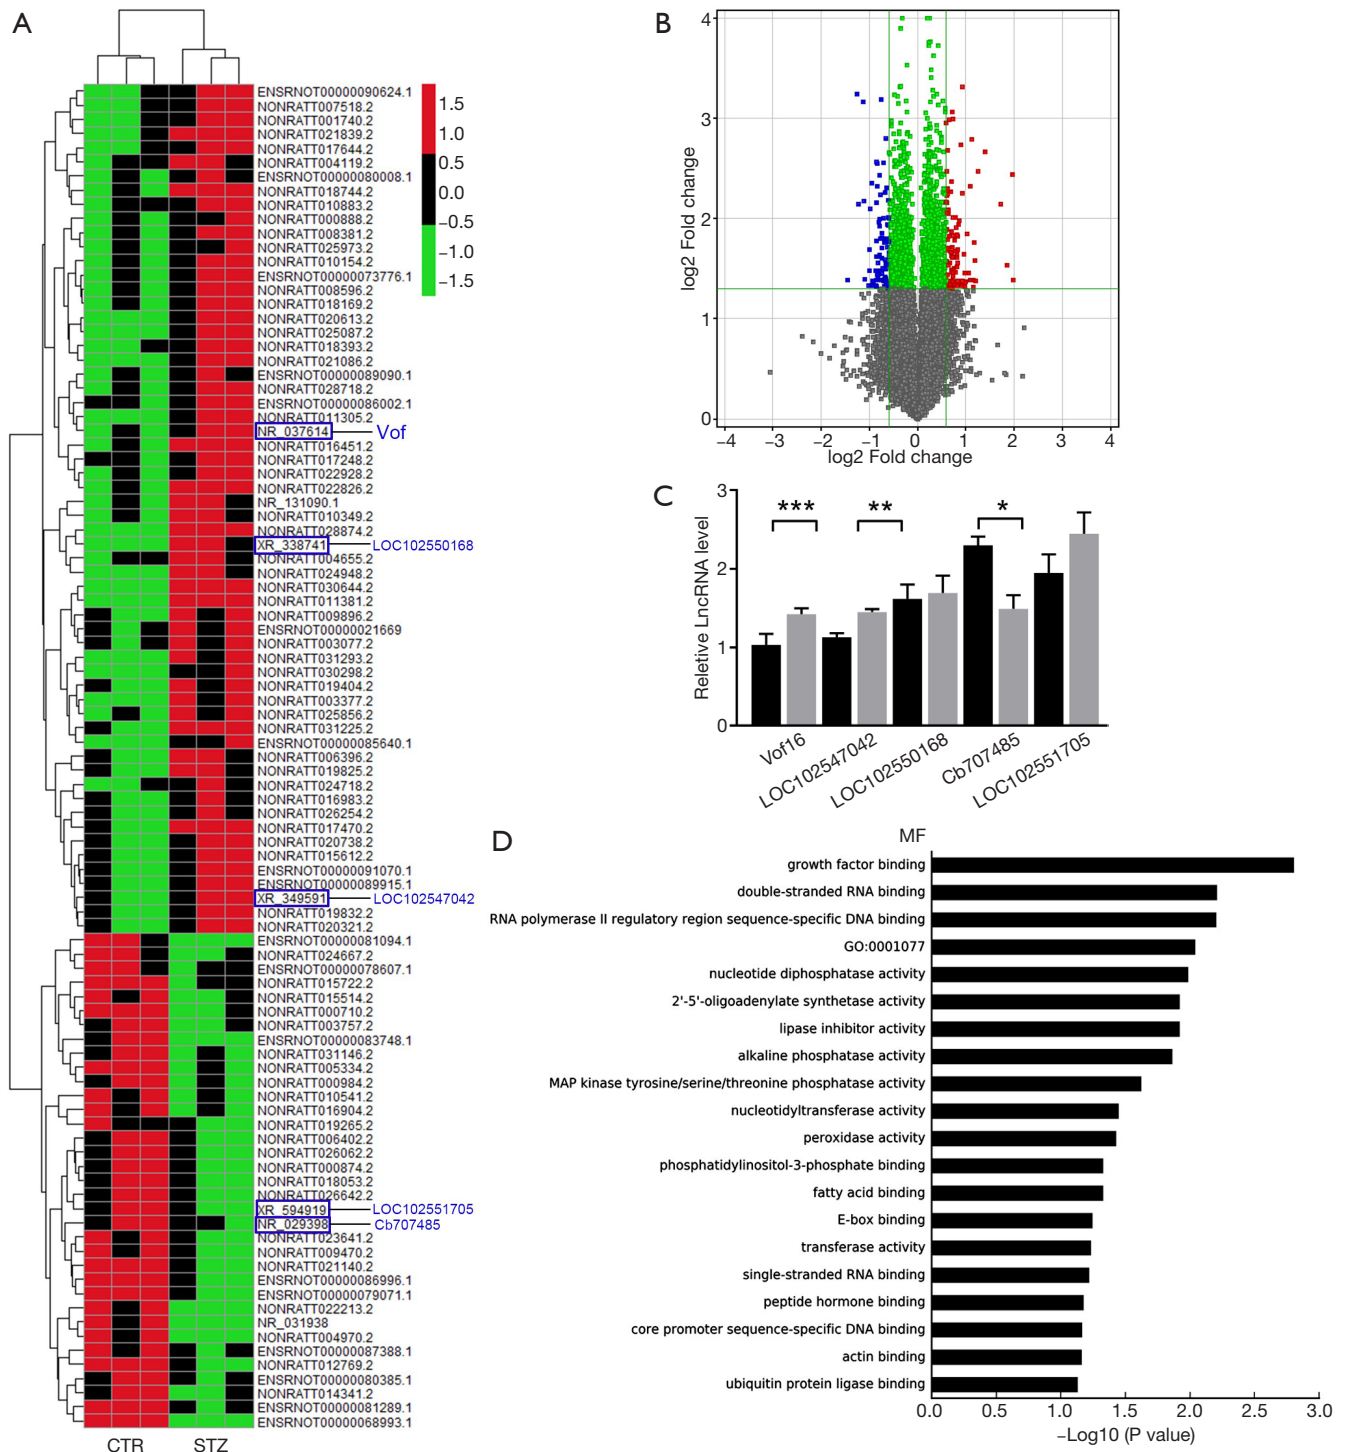 A
ENSRNOT00000090624.1
NONRATT007518.2
NONRATT001740.2
NONRATT021839.2
NONRATT017644.2
NONRATT004119.2
ENSRNOT00000080008.1
NONRATT018744.2
NONRATT010883.2
NONRATT000888.2
NONRATT008381.2
NONRATT025973.2
NONRATT010154.2
ENSRNOT00000073776.1
NONRATT008596.2
NONRATT018169.2
NONRATT020613.2
NONRATT025087.2
NONRATT018393.2
NONRATT021086.2
ENSRNOT00000089090.1
NONRATT028718.2
ENSRNOT00000086002.1
NONRATT011305.2
NR_037614 Vof
NONRATT016451.2
NONRATT017248.2
NONRATT022928.2
NONRATT022826.2
NR_131090.1
NONRATT010349.2
NONRATT028874.2
XR_338741 LOC102550168
NONRATT004655.2
NONRATT024948.2
NONRATT030644.2
NONRATT011381.2
NONRATT009896.2
ENSRNOT00000021669
NONRATT003077.2
NONRATT031293.2
NONRATT030298.2
NONRATT019404.2
NONRATT003377.2
NONRATT025856.2
NONRATT031225.2
ENSRNOT00000085640.1
NONRATT006396.2
NONRATT019825.2
NONRATT024718.2
NONRATT016983.2
NONRATT026254.2
NONRATT017470.2
NONRATT020738.2
NONRATT015612.2
ENSRNOT00000091070.1
ENSRNOT00000089915.1
XR_349591 LOC102547042
NONRATT019832.2
NONRATT020321.2
ENSRNOT00000081094.1
NONRATT024667.2
ENSRNOT00000078607.1
NONRATT015722.2
NONRATT015514.2
NONRATT000710.2
NONRATT003757.2
ENSRNOT00000083748.1
NONRATT031146.2
NONRATT005334.2
NONRATT000984.2
NONRATT010541.2
NONRATT016904.2
NONRATT019265.2
NONRATT006402.2
NONRATT026062.2
NONRATT000874.2
NONRATT018053.2
NONRATT026642.2
XR_594919 LOC102551705
NR_029398 Cb707485
NONRATT023641.2
NONRATT009470.2
NONRATT021140.2
ENSRNOT00000086996.1
ENSRNOT00000079071.1
NONRATT022213.2
NR_031938
NONRATT004970.2
ENSRNOT00000087388.1
NONRATT012769.2
ENSRNOT00000080385.1
NONRATT014341.2
ENSRNOT00000081289.1
ENSRNOT00000068993.1
CTR STZ
1.5
1.0
0.5
0.0
−0.5
−1.0
−1.5
B
log2 Fold change
4
3
2
1
0
−4 −3 −2 −1 0 1 2 3 4
log2 Fold change
C
Reletive LncRNA level
3
2
1
0
*** ** *
Vof16 LOC102547042 LOC102550168 Cb707485 LOC102551705
D
MF
growth factor binding
double-stranded RNA binding
RNA polymerase II regulatory region sequence-specific DNA binding
GO:0001077
nucleotide diphosphatase activity
2'-5'-oligoadenylate synthetase activity
lipase inhibitor activity
alkaline phosphatase activity
MAP kinase tyrosine/serine/threonine phosphatase activity
nucleotidyltransferase activity
peroxidase activity
phosphatidylinositol-3-phosphate binding
fatty acid binding
E-box binding
transferase activity
single-stranded RNA binding
peptide hormone binding
core promoter sequence-specific DNA binding
actin binding
ubiquitin protein ligase binding
0.0 0.5 1.0 1.5 2.0 2.5 3.0
−Log10 (P value)